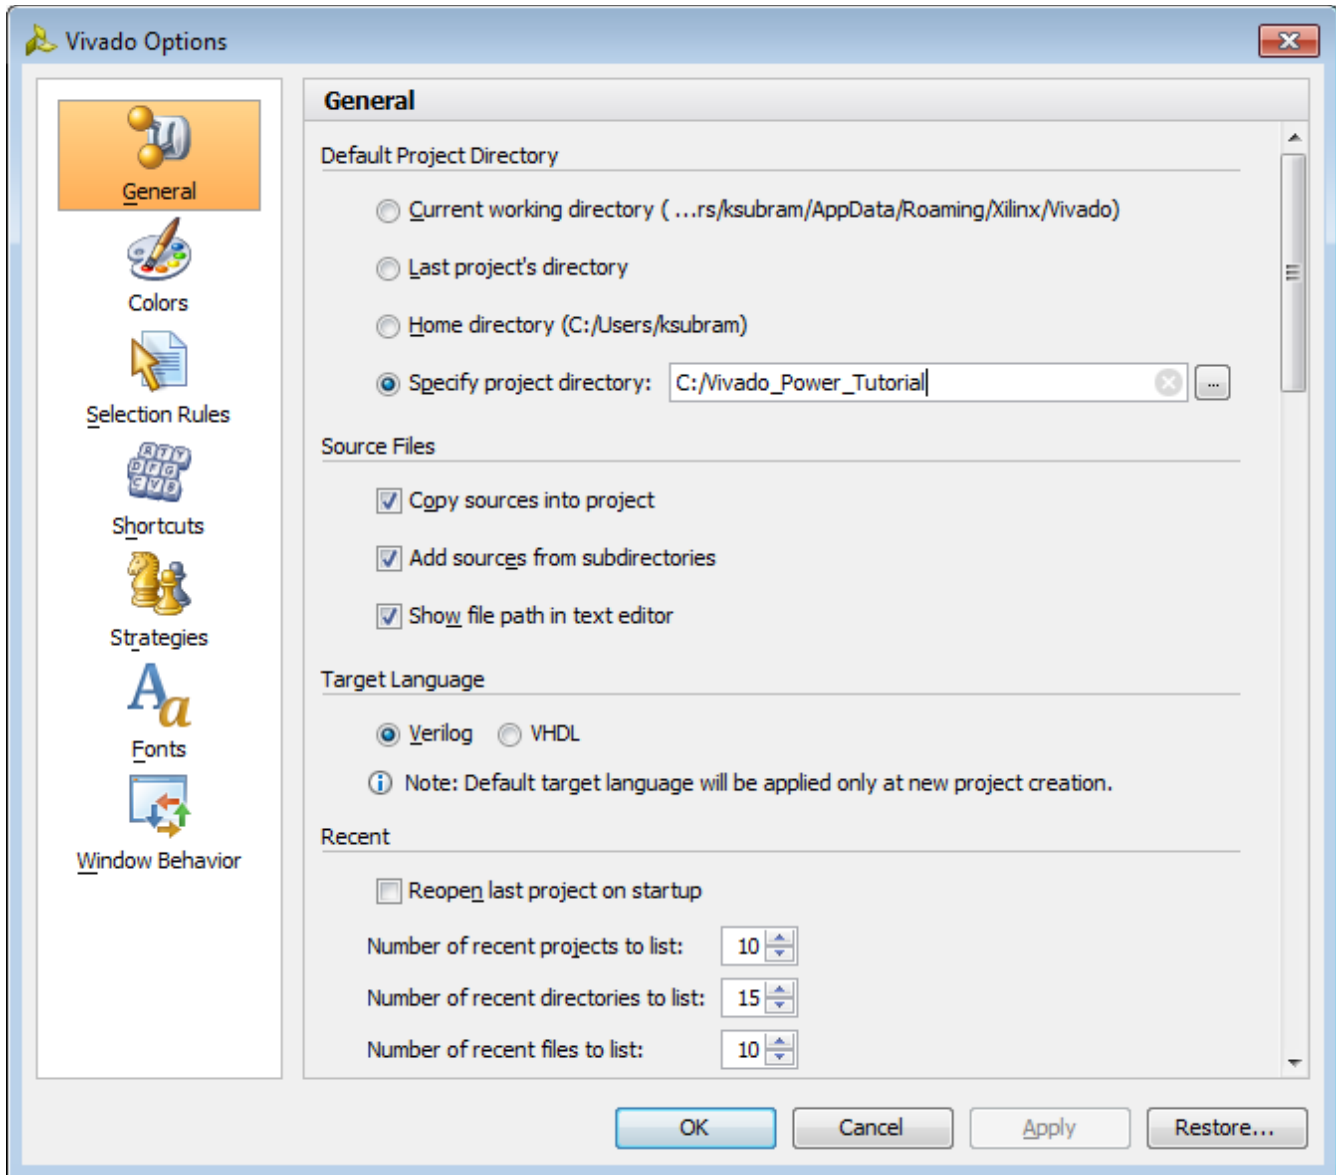 Vivado Options
General
Colors
Selection Rules
Shortcuts
Strategies
Fonts
Window Behavior
General
Default Project Directory
Current working directory ( ...rs/ksubram/AppData/Roaming/Xilinx/Vivado)
Last project's directory
Home directory (C:/Users/ksubram)
Specify project directory: C:/Vivado_Power_Tutorial ...
Source Files
Copy sources into project
Add sources from subdirectories
Show file path in text editor
Target Language
Verilog VHDL
Note: Default target language will be applied only at new project creation.
Recent
Reopen last project on startup
Number of recent projects to list: 10
Number of recent directories to list: 15
Number of recent files to list: 10
OK Cancel Apply Restore...